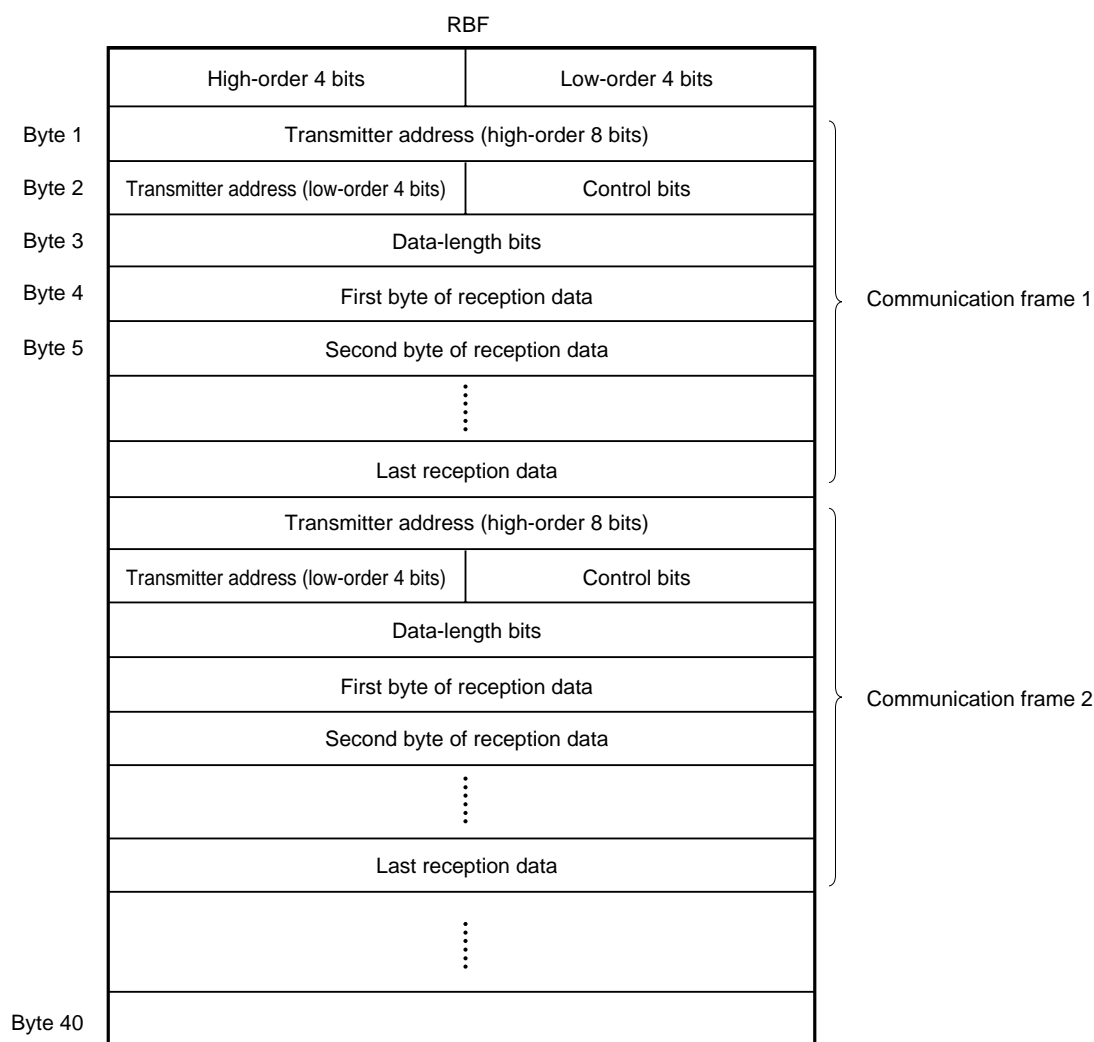 RBF
High-order 4 bits Low-order 4 bits
Byte 1 Transmitter address (high-order 8 bits)
Byte 2 Transmitter address (low-order 4 bits) Control bits
Byte 3 Data-length bits
Byte 4 First byte of reception data Communication frame 1
Byte 5 Second byte of reception data
Last reception data
Transmitter address (high-order 8 bits)
Transmitter address (low-order 4 bits) Control bits
Data-length bits
First byte of reception data Communication frame 2
Second byte of reception data
Last reception data
Byte 40